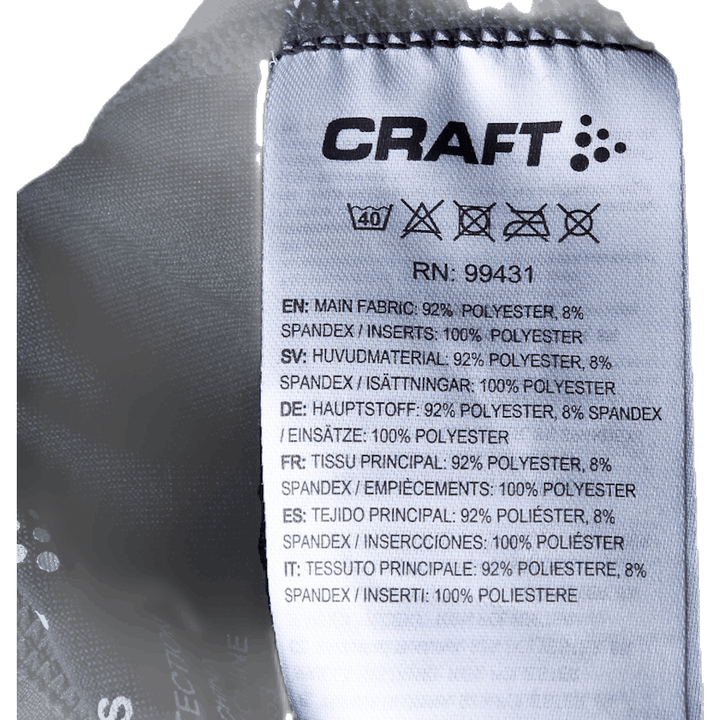 CRAFT
40
RN: 99431
EN: MAIN FABRIC: 92% POLYESTER, 8%
SPANDEX / INSERTS: 100% POLYESTER
SV: HUVUDMATERIAL: 92% POLYESTER, 8%
SPANDEX / ISÄTTNINGAR: 100% POLYESTER
DE: HAUPTSTOFF: 92% POLYESTER, 8% SPANDEX
/ EINSÄTZE: 100% POLYESTER
FR: TISSU PRINCIPAL: 92% POLYESTER, 8%
SPANDEX / EMPIÈCEMENTS: 100% POLYESTER
ES: TEJIDO PRINCIPAL: 92% POLIÉSTER, 8%
SPANDEX / INSERCCIONES: 100% POLIÉSTER
IT: TESSUTO PRINCIPALE: 92% POLIESTERE, 8%
SPANDEX / INSERTI: 100% POLIESTERE
S